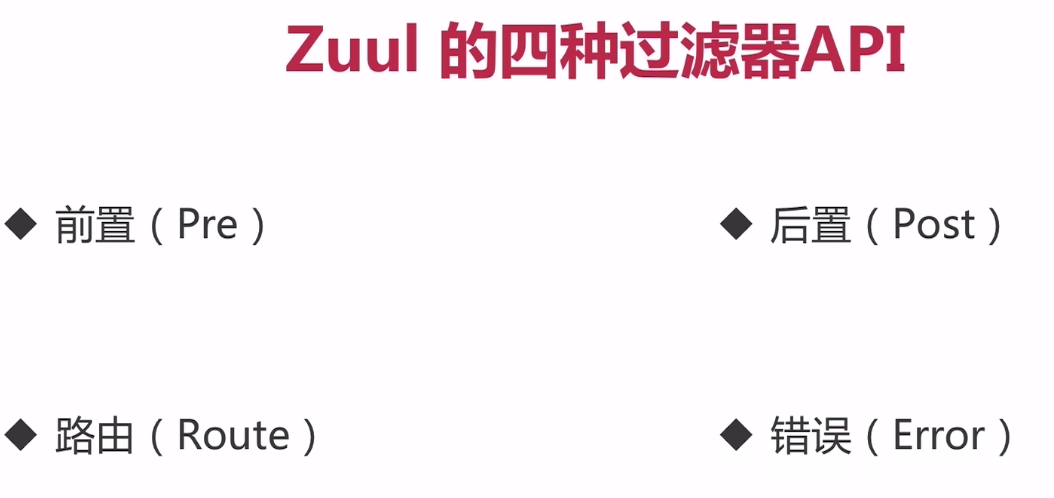 Zuul 的四种过滤器API
◆ 前置（Pre）
◆ 后置（Post）
◆ 路由（Route）
◆ 错误（Error）